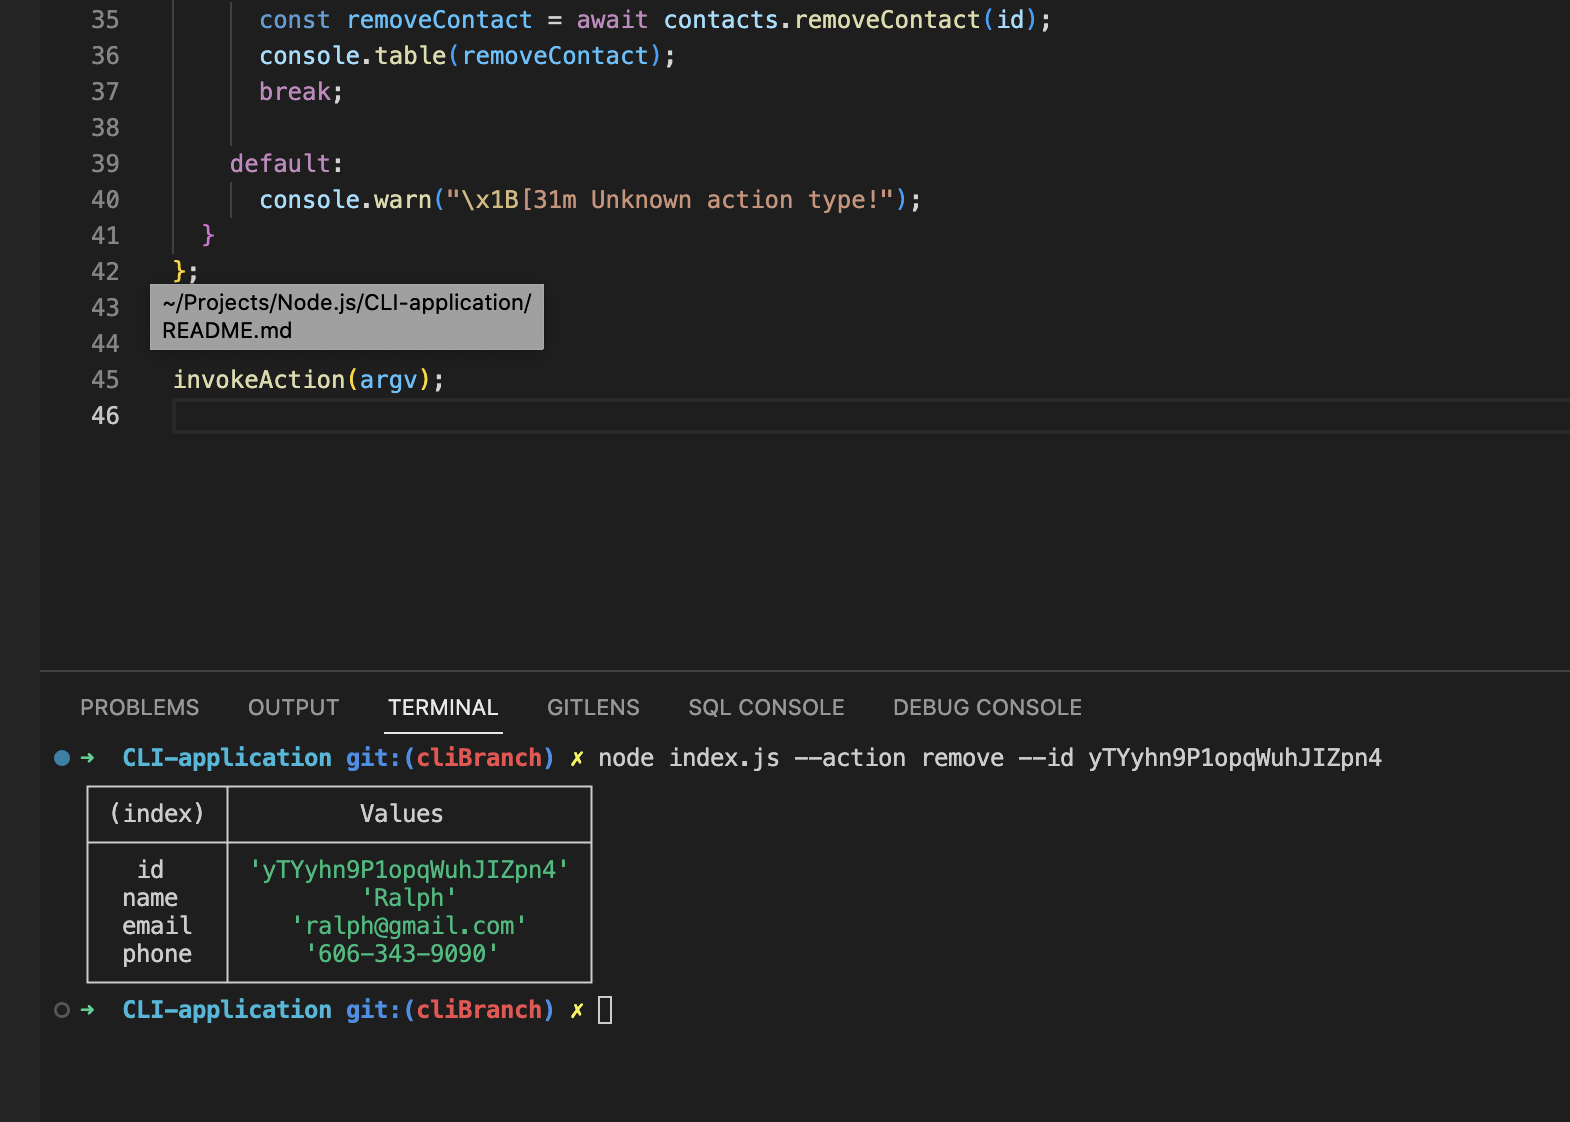 35 const removeContact = await contacts.removeContact(id);
36 console.table(removeContact);
37 break;
38
39 default:
40 console.warn("\x1B[31m Unknown action type!");
41 }
42 };
43
~/Projects/Node.js/CLI-application/
README.md
44
45 invokeAction(argv);
46
PROBLEMS OUTPUT TERMINAL GITLENS SQL CONSOLE DEBUG CONSOLE
➜ CLI-application git:(cliBranch) ✗ node index.js --action remove --id yTYyhn9P1opqWuhJIZpn4
(index) Values
id 'yTYyhn9P1opqWuhJIZpn4'
name 'Ralph'
email 'ralph@gmail.com'
phone '606-343-9090'
➜ CLI-application git:(cliBranch) ✗